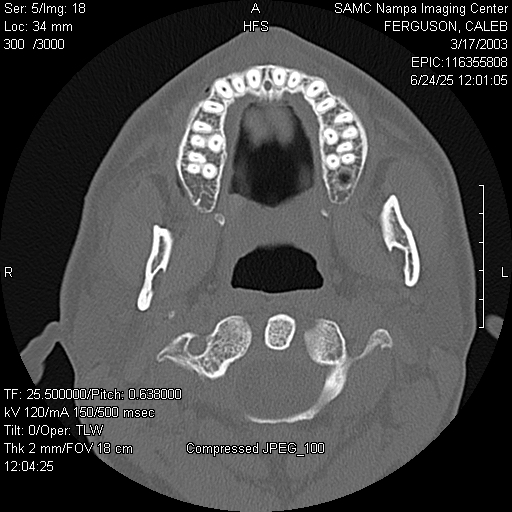 Ser: 5/Img: 18
Loc: 34 mm
300 /3000
A
HFS
SAMC Nampa Imaging Center
FERGUSON, CALEB
3/17/2003
EPIC:116355808
6/24/25 12:01:05
R
L
TF: 25.500000/Pitch: 0.638000
kV 120/mA 150/500 msec
Tilt: 0/Oper: TLW
Thk 2 mm/FOV 18 cm
12:04:25
Compressed JPEG_100